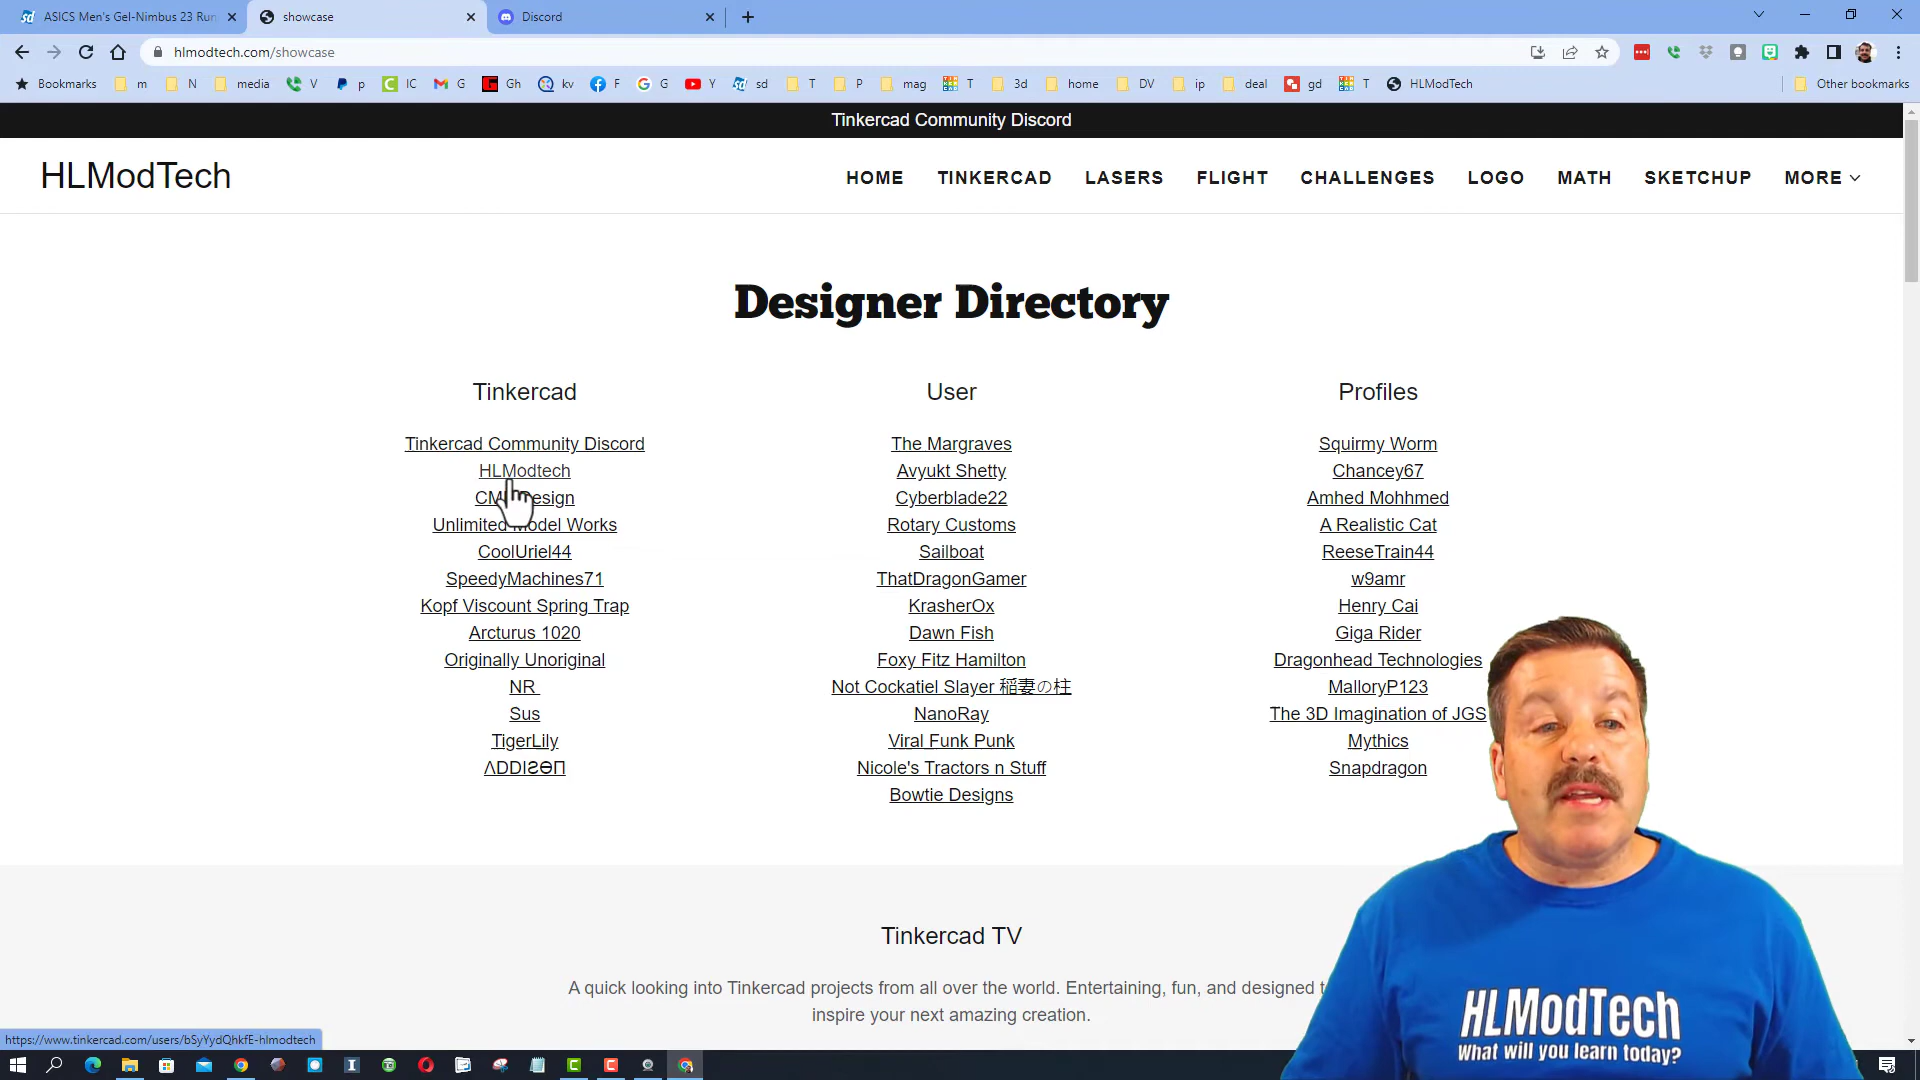 ASICS Men's Gel-Nimbus 23 Run
showcase
Discord
hlmodtech.com/showcase
Bookmarks
m
N
media
V
p
IC
G
Gh
kv
F
G
Y
sd
T
P
mag
T
3d
home
DV
ip
deal
gd
T
HLModTech
Other bookmarks
Tinkercad Community Discord
HLModTech
HOME
TINKERCAD
LASERS
FLIGHT
CHALLENGES
LOGO
MATH
SKETCHUP
MORE
Designer Directory
Tinkercad
Tinkercad Community Discord
HLModtech
Unlimited Model Works
CoolUriel44
SpeedyMachines71
Kopf Viscount Spring Trap
Arcturus 1020
Originally Unoriginal
NR
Sus
TigerLily
ΛDDIƧӨП
User
The Margraves
Avyukt Shetty
Cyberblade22
Rotary Customs
Sailboat
ThatDragonGamer
KrasherOx
Dawn Fish
Foxy Fitz Hamilton
Not Cockatiel Slayer 稲妻の柱
NanoRay
Viral Funk Punk
Nicole's Tractors n Stuff
Bowtie Designs
Profiles
Squirmy Worm
Chancey67
Amhed Mohhmed
A Realistic Cat
ReeseTrain44
w9amr
Henry Cai
Giga Rider
Dragonhead Technologies
MalloryP123
The 3D Imagination of JGS
Mythics
Snapdragon
Tinkercad TV
A quick looking into Tinkercad projects from all over the world. Entertaining, fun, and designed t
inspire your next amazing creation.
HLModTech
What will you learn today?
https://www.tinkercad.com/users/bSyYydQhkfE-hlmodtech